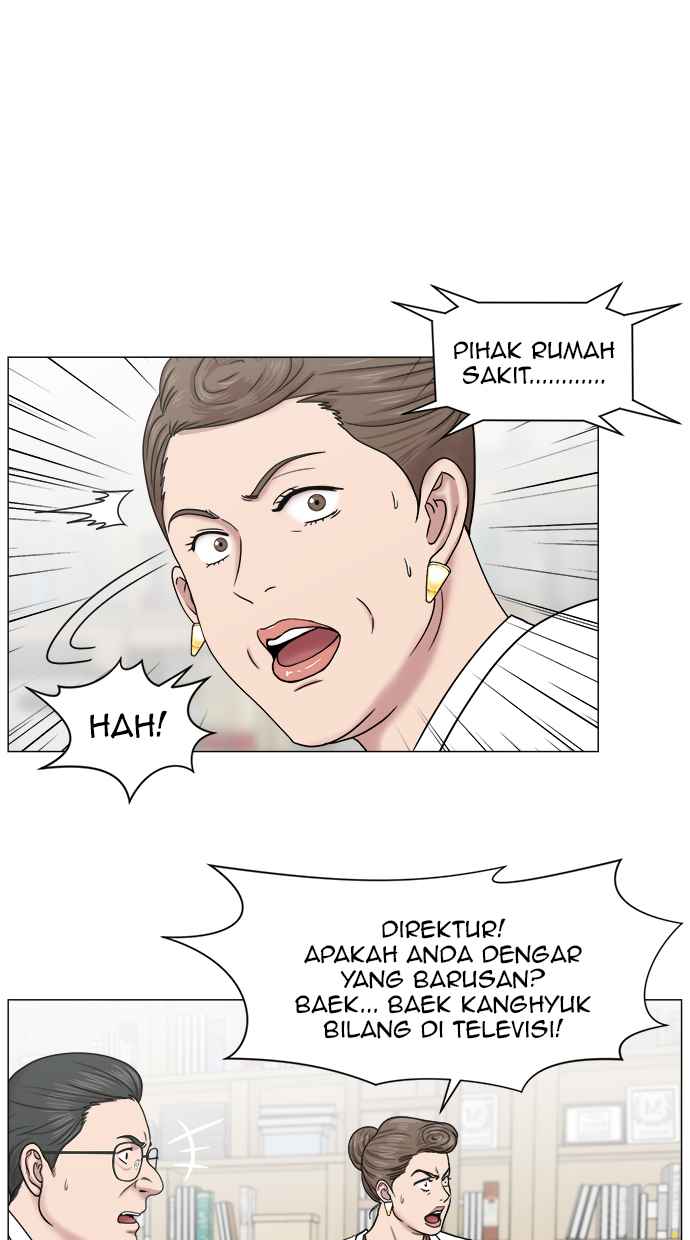 PIHAK RUMAH
SAKIT............
HAH!
DIREKTUR!
APAKAH ANDA DENGAR
YANG BARUSAN?
BAEK... BAEK KANGHYUK
BILANG DI TELEVISI!